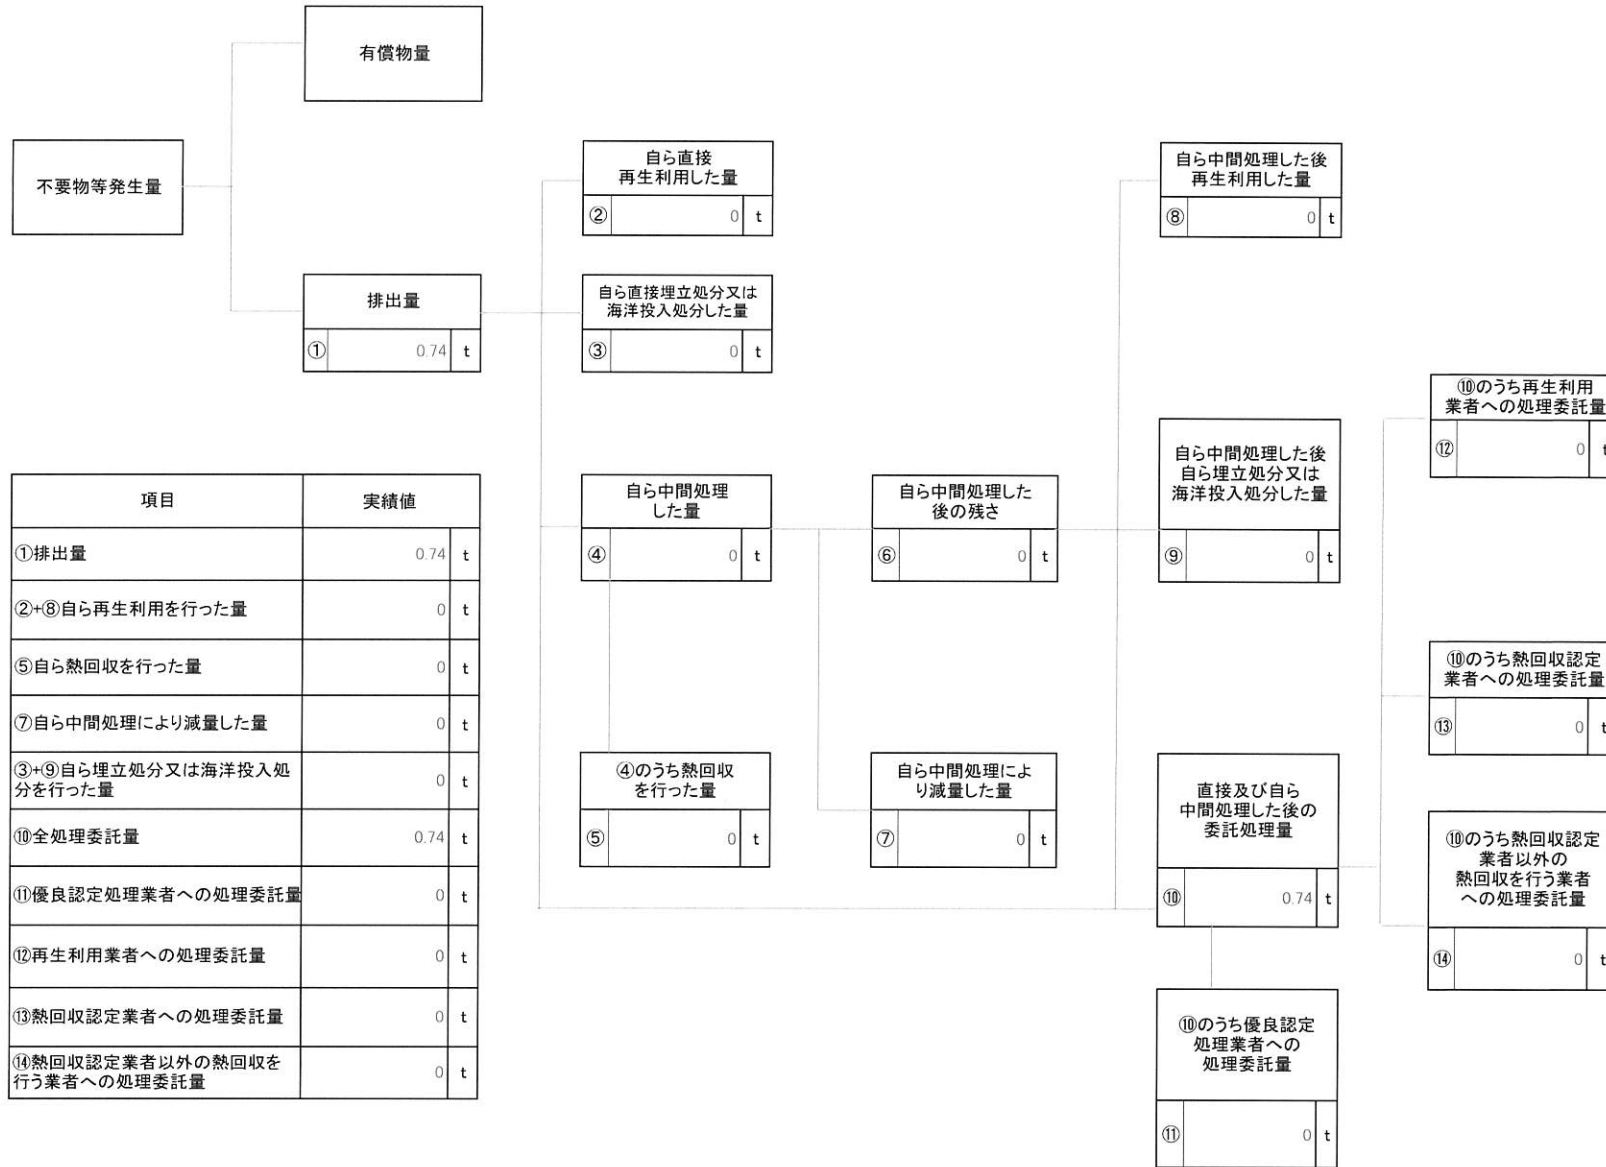 有償物量
不要物等発生量
排出量
① 0.74 t
自ら直接
再生利用した量
② 0 t
自ら直接埋立処分又は
海洋投入処分した量
③ 0 t
自ら中間処理
した量
④ 0 t
④のうち熱回収
を行った量
⑤ 0 t
自ら中間処理した
後の残さ
⑥ 0 t
自ら中間処理によ
り減量した量
⑦ 0 t
自ら中間処理した後
再生利用した量
⑧ 0 t
自ら中間処理した後
自ら埋立処分又は
海洋投入処分した量
⑨ 0 t
直接及び自ら
中間処理した後の
委託処理量
⑩ 0.74 t
⑩のうち優良認定
処理業者への
処理委託量
⑪ 0 t
⑩のうち再生利用
業者への処理委託量
⑫ 0 t
⑩のうち熱回収認定
業者への処理委託量
⑬ 0 t
⑩のうち熱回収認定
業者以外の
熱回収を行う業者
への処理委託量
⑭ 0 t
項目 実績値
①排出量 0.74 t
②+⑧自ら再生利用を行った量 0 t
⑤自ら熱回収を行った量 0 t
⑦自ら中間処理により減量した量 0 t
③+⑨自ら埋立処分又は海洋投入処
分を行った量 0 t
⑩全処理委託量 0.74 t
⑪優良認定処理業者への処理委託量 0 t
⑫再生利用業者への処理委託量 0 t
⑬熱回収認定業者への処理委託量 0 t
⑭熱回収認定業者以外の熱回収を
行う業者への処理委託量 0 t